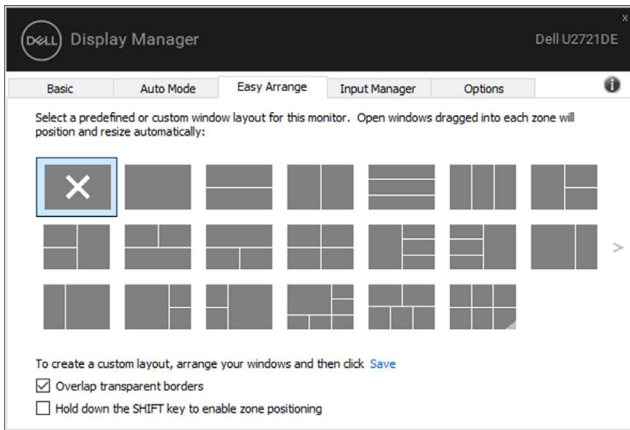 x
DELL Display Manager Dell U2721DE
Basic Auto Mode Easy Arrange Input Manager Options i
Select a predefined or custom window layout for this monitor. Open windows dragged into each zone will
position and resize automatically:
To create a custom layout, arrange your windows and then click Save
Overlap transparent borders
Hold down the SHIFT key to enable zone positioning